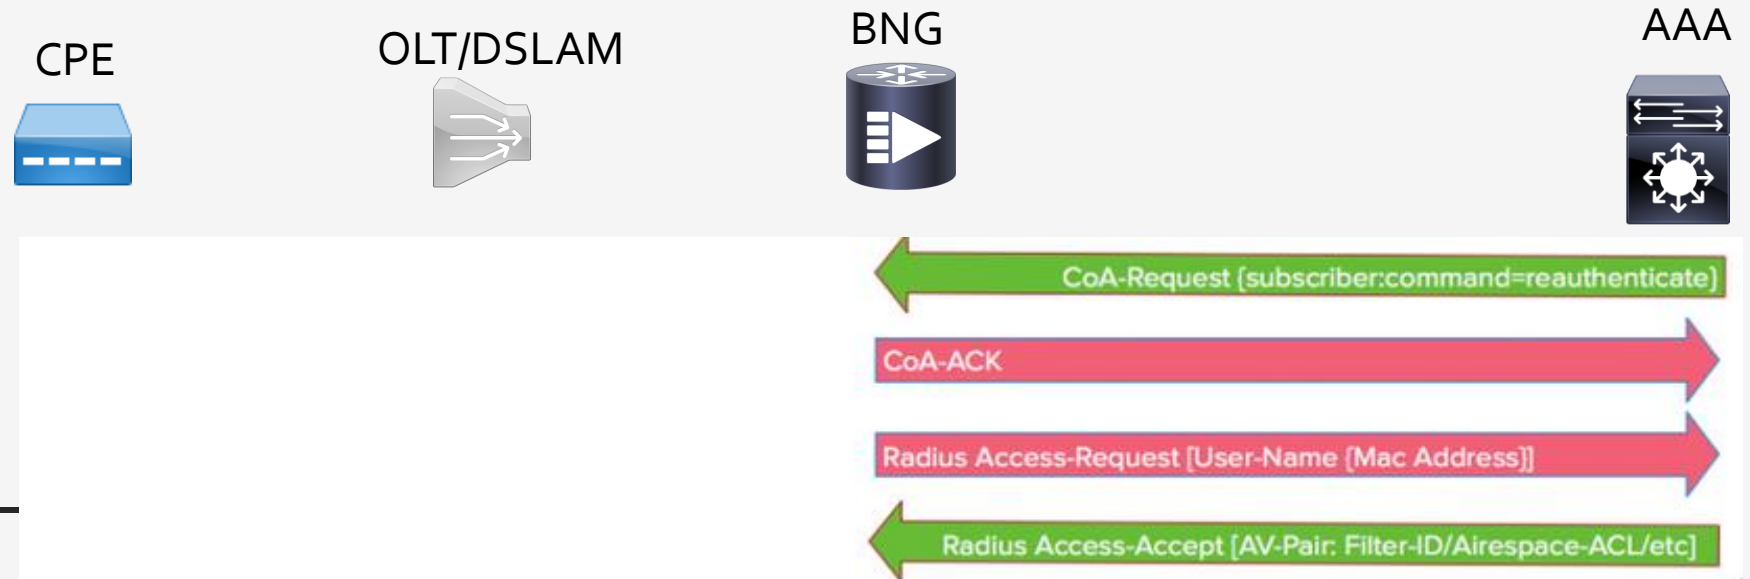 CPE
OLT/DSLAM
BNG
AAA
CoA-Request (subscriber:command=reauthenticate)
CoA-ACK
Radius Access-Request [User-Name (Mac Address)]
Radius Access-Accept [AV-Pair: Filter-ID/Airespace-ACL/etc]